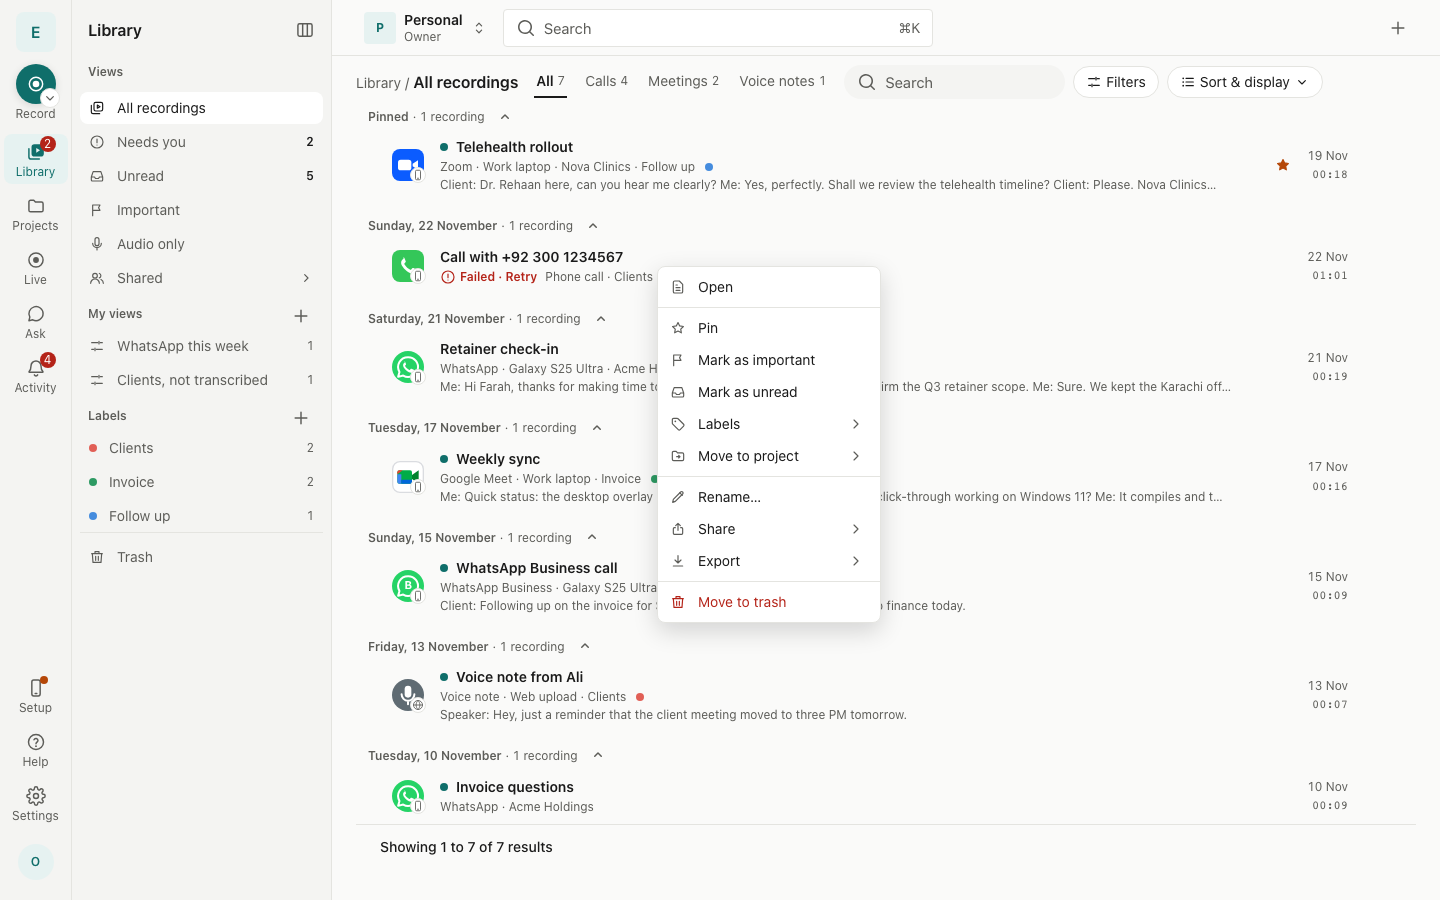 E
Record
2
Library
Projects
Live
Ask
4
Activity
Setup
Help
Settings
O
Library
Views
All recordings
Needs you 2
Unread 5
Important
Audio only
Shared
My views
WhatsApp this week 1
Clients, not transcribed 1
Labels
Clients 2
Invoice 2
Follow up 1
Trash
P
Personal
Owner
Search ⌘K
Library / All recordings
All 7 Calls 4 Meetings 2 Voice notes 1
Search
Filters
Sort & display
Pinned · 1 recording
Telehealth rollout
Zoom · Work laptop · Nova Clinics · Follow up
Client: Dr. Rehaan here, can you hear me clearly? Me: Yes, perfectly. Shall we review the telehealth timeline? Client: Please. Nova Clinics...
19 Nov
00:18
Sunday, 22 November · 1 recording
Call with +92 300 1234567
Failed · Retry Phone call · Clients
22 Nov
01:01
Saturday, 21 November · 1 recording
Retainer check-in
WhatsApp · Galaxy S25 Ultra · Acme H
Me: Hi Farah, thanks for making time to
irm the Q3 retainer scope. Me: Sure. We kept the Karachi off...
21 Nov
00:19
Tuesday, 17 November · 1 recording
Weekly sync
Google Meet · Work laptop · Invoice
Me: Quick status: the desktop overlay
click-through working on Windows 11? Me: It compiles and t...
17 Nov
00:16
Sunday, 15 November · 1 recording
B
WhatsApp Business call
WhatsApp Business · Galaxy S25 Ultra
Client: Following up on the invoice for
finance today.
15 Nov
00:09
Friday, 13 November · 1 recording
Voice note from Ali
Voice note · Web upload · Clients
Speaker: Hey, just a reminder that the client meeting moved to three PM tomorrow.
13 Nov
00:07
Tuesday, 10 November · 1 recording
Invoice questions
WhatsApp · Acme Holdings
10 Nov
00:09
Showing 1 to 7 of 7 results
Open
Pin
Mark as important
Mark as unread
Labels
Move to project
Rename...
Share
Export
Move to trash